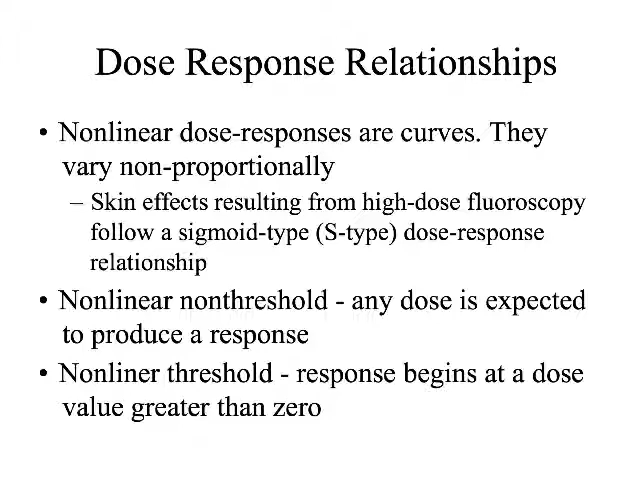 Dose Response Relationships
• Nonlinear dose-responses are curves. They
vary non-proportionally
– Skin effects resulting from high-dose fluoroscopy
follow a sigmoid-type (S-type) dose-response
relationship
• Nonlinear nonthreshold - any dose is expected
to produce a response
• Nonliner threshold - response begins at a dose
value greater than zero